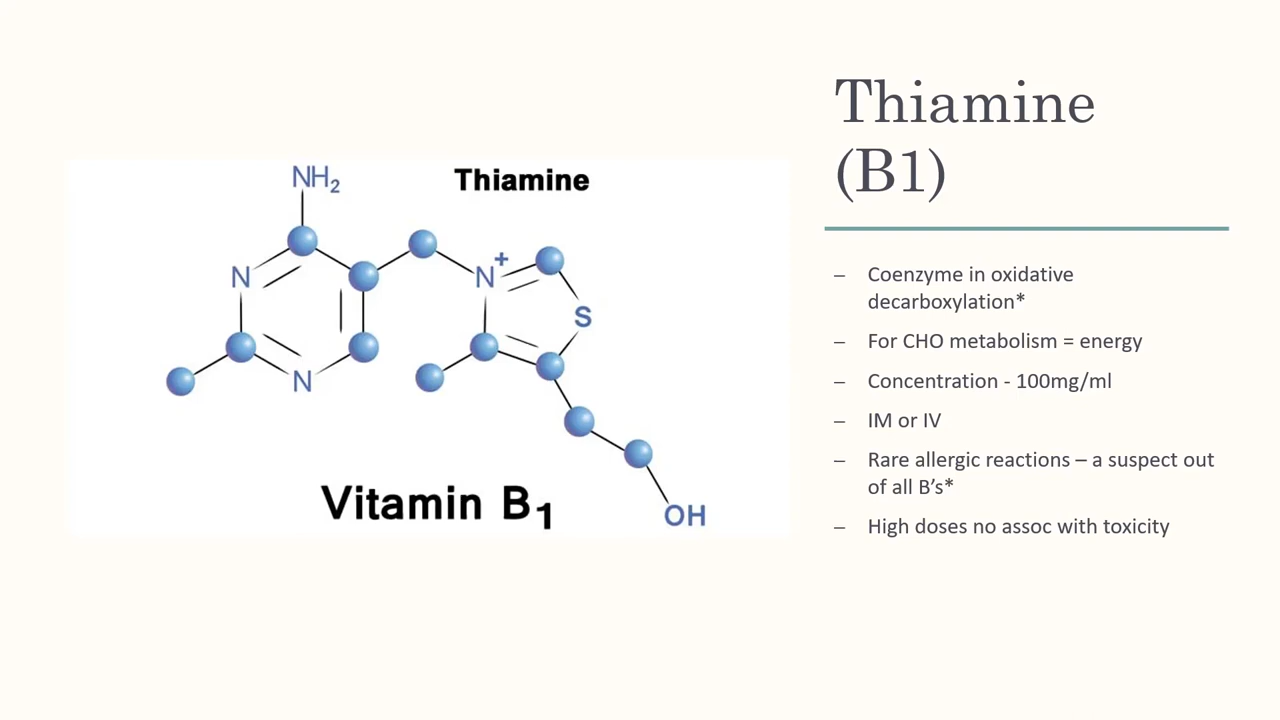 Thiamine
(B1)
NH2
Thiamine
N
N+
S
N
Vitamin B1
OH
– Coenzyme in oxidative
decarboxylation*
– For CHO metabolism = energy
– Concentration - 100mg/ml
– IM or IV
– Rare allergic reactions – a suspect out
of all B’s*
– High doses no assoc with toxicity